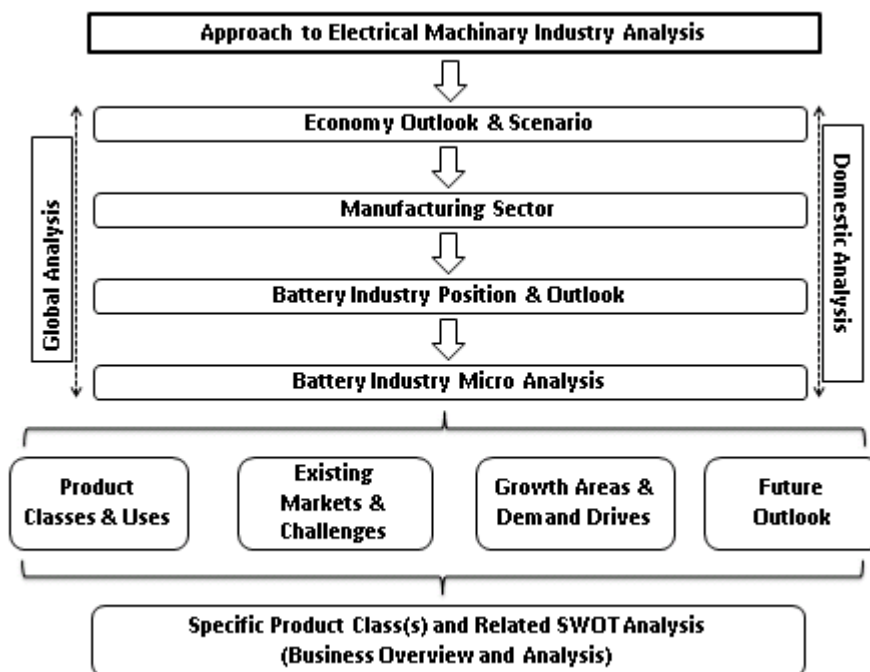 Approach to Electrical Machinary Industry Analysis
Economy Outlook & Scenario
Global Analysis
Domestic Analysis
Manufacturing Sector
Battery Industry Position & Outlook
Battery Industry Micro Analysis
Product
Classes & Uses
Existing
Markets &
Challenges
Growth Areas &
Demand Drives
Future
Outlook
Specific Product Class(s) and Related SWOT Analysis
(Business Overview and Analysis)